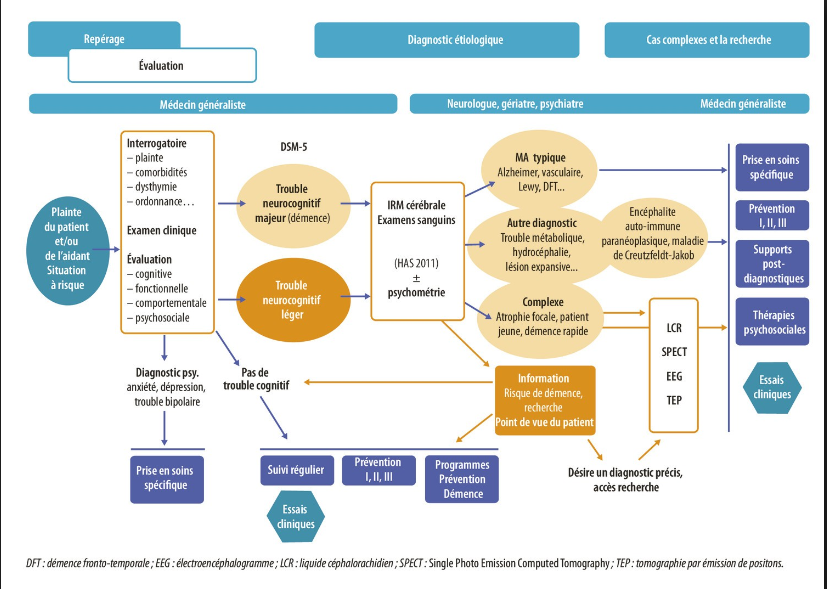 Repérage
Évaluation
Diagnostic étiologique
Cas complexes et la recherche
Médecin généraliste
Neurologue, gériatre, psychiatre
Médecin généraliste
Plainte
du patient
et/ou
de l'aidant
Situation
à risque
Interrogatoire
– plainte
– comorbidités
– dysthymie
– ordonnance…
Examen clinique
Évaluation
– cognitive
– fonctionnelle
– comportementale
– psychosociale
DSM-5
Trouble
neurocognitif
majeur (démence)
Trouble
neurocognitif
léger
IRM cérébrale
Examens sanguins
(HAS 2011)
±
psychométrie
MA typique
Alzheimer, vasculaire,
Lewy, DFT...
Autre diagnostic
Trouble métabolique,
hydrocéphalie,
lésion expansive...
Complexe
Atrophie focale, patient
jeune, démence rapide
Encéphalite
auto-immune
paranéoplasique, maladie
de Creutzfeldt-Jakob
LCR
SPECT
EEG
TEP
Prise en soins
spécifique
Prévention
I, II, III
Supports
post-
diagnostiques
Thérapies
psychosociales
Essais
cliniques
Diagnostic psy.
anxiété, dépression,
trouble bipolaire
Pas de
trouble cognitif
Information
Risque de démence,
recherche
Point de vue du patient
Prise en soins
spécifique
Suivi régulier
Prévention
I, II, III
Programmes
Prévention
Démence
Essais
cliniques
Désire un diagnostic précis,
accès recherche
DFT : démence fronto-temporale ; EEG : électroencéphalogramme ; LCR : liquide céphalorachidien ; SPECT : Single Photo Emission Computed Tomography ; TEP : tomographie par émission de positons.